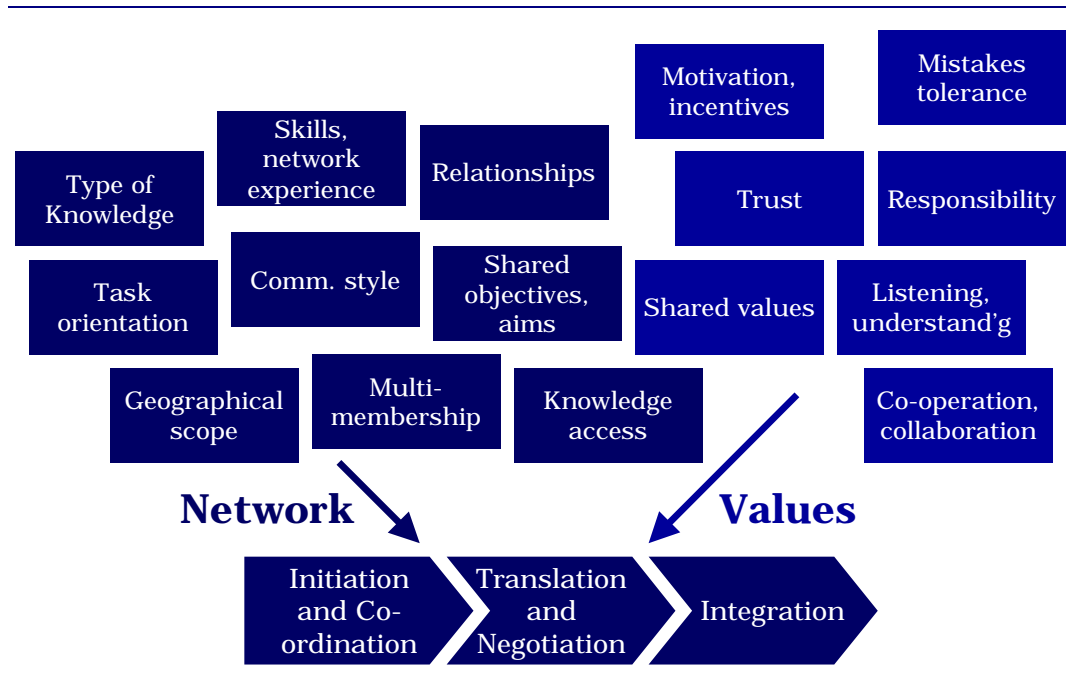 Motivation,
incentives
Mistakes
tolerance
Skills,
network
experience
Relationships
Type of
Knowledge
Trust
Responsibility
Comm. style
Shared
objectives,
aims
Task
orientation
Shared values
Listening,
understand'g
Geographical
scope
Multi-
membership
Knowledge
access
Co-operation,
collaboration
Network
Values
Initiation
and Co-
ordination
Translation
and
Negotiation
Integration